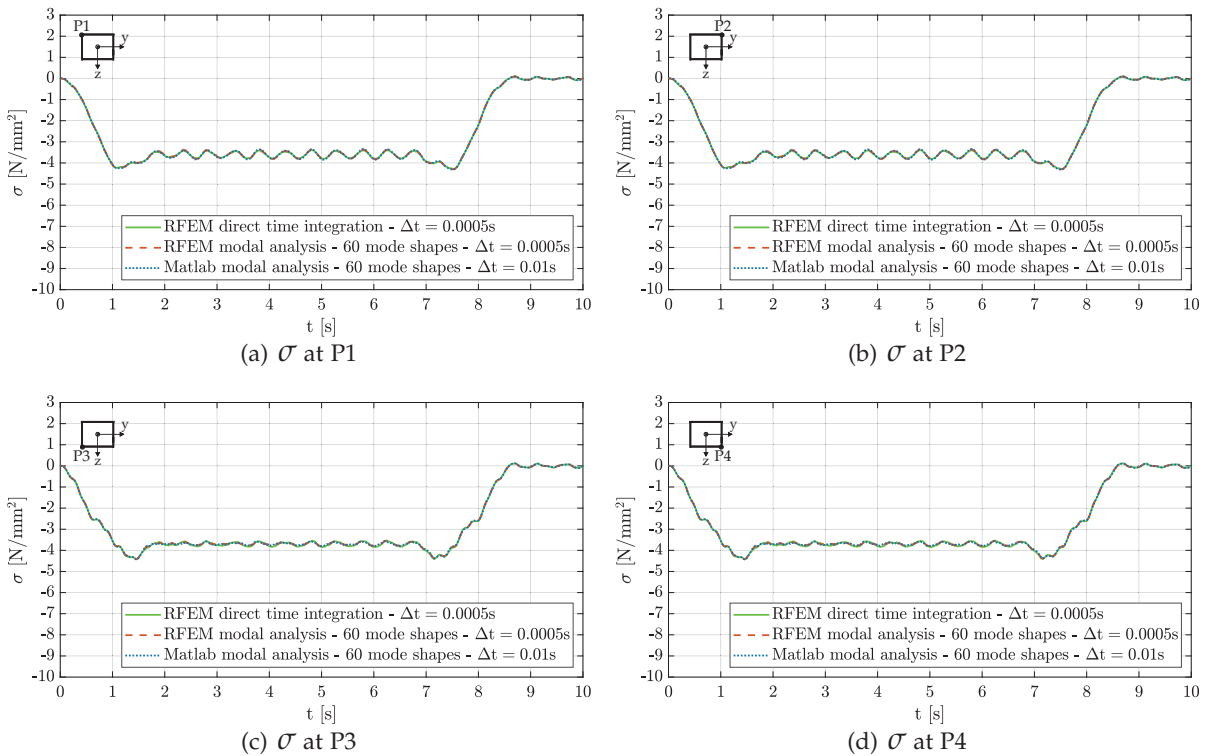 3
2
1
0
-1
-2
-3
-4
-5
-6
-7
-8
-9
-10
σ [N/mm²]
P1
y
z
RFEM direct time integration - Δt = 0.0005s
RFEM modal analysis - 60 mode shapes - Δt = 0.0005s
Matlab modal analysis - 60 mode shapes - Δt = 0.01s
0 1 2 3 4 5 6 7 8 9 10
t [s]
(a) σ at P1
3
2
1
0
-1
-2
-3
-4
-5
-6
-7
-8
-9
-10
σ [N/mm²]
P2
y
z
RFEM direct time integration - Δt = 0.0005s
RFEM modal analysis - 60 mode shapes - Δt = 0.0005s
Matlab modal analysis - 60 mode shapes - Δt = 0.01s
0 1 2 3 4 5 6 7 8 9 10
t [s]
(b) σ at P2
3
2
1
0
-1
-2
-3
-4
-5
-6
-7
-8
-9
-10
σ [N/mm²]
y
P3
z
RFEM direct time integration - Δt = 0.0005s
RFEM modal analysis - 60 mode shapes - Δt = 0.0005s
Matlab modal analysis - 60 mode shapes - Δt = 0.01s
0 1 2 3 4 5 6 7 8 9 10
t [s]
(c) σ at P3
3
2
1
0
-1
-2
-3
-4
-5
-6
-7
-8
-9
-10
σ [N/mm²]
y
P4
z
RFEM direct time integration - Δt = 0.0005s
RFEM modal analysis - 60 mode shapes - Δt = 0.0005s
Matlab modal analysis - 60 mode shapes - Δt = 0.01s
0 1 2 3 4 5 6 7 8 9 10
t [s]
(d) σ at P4